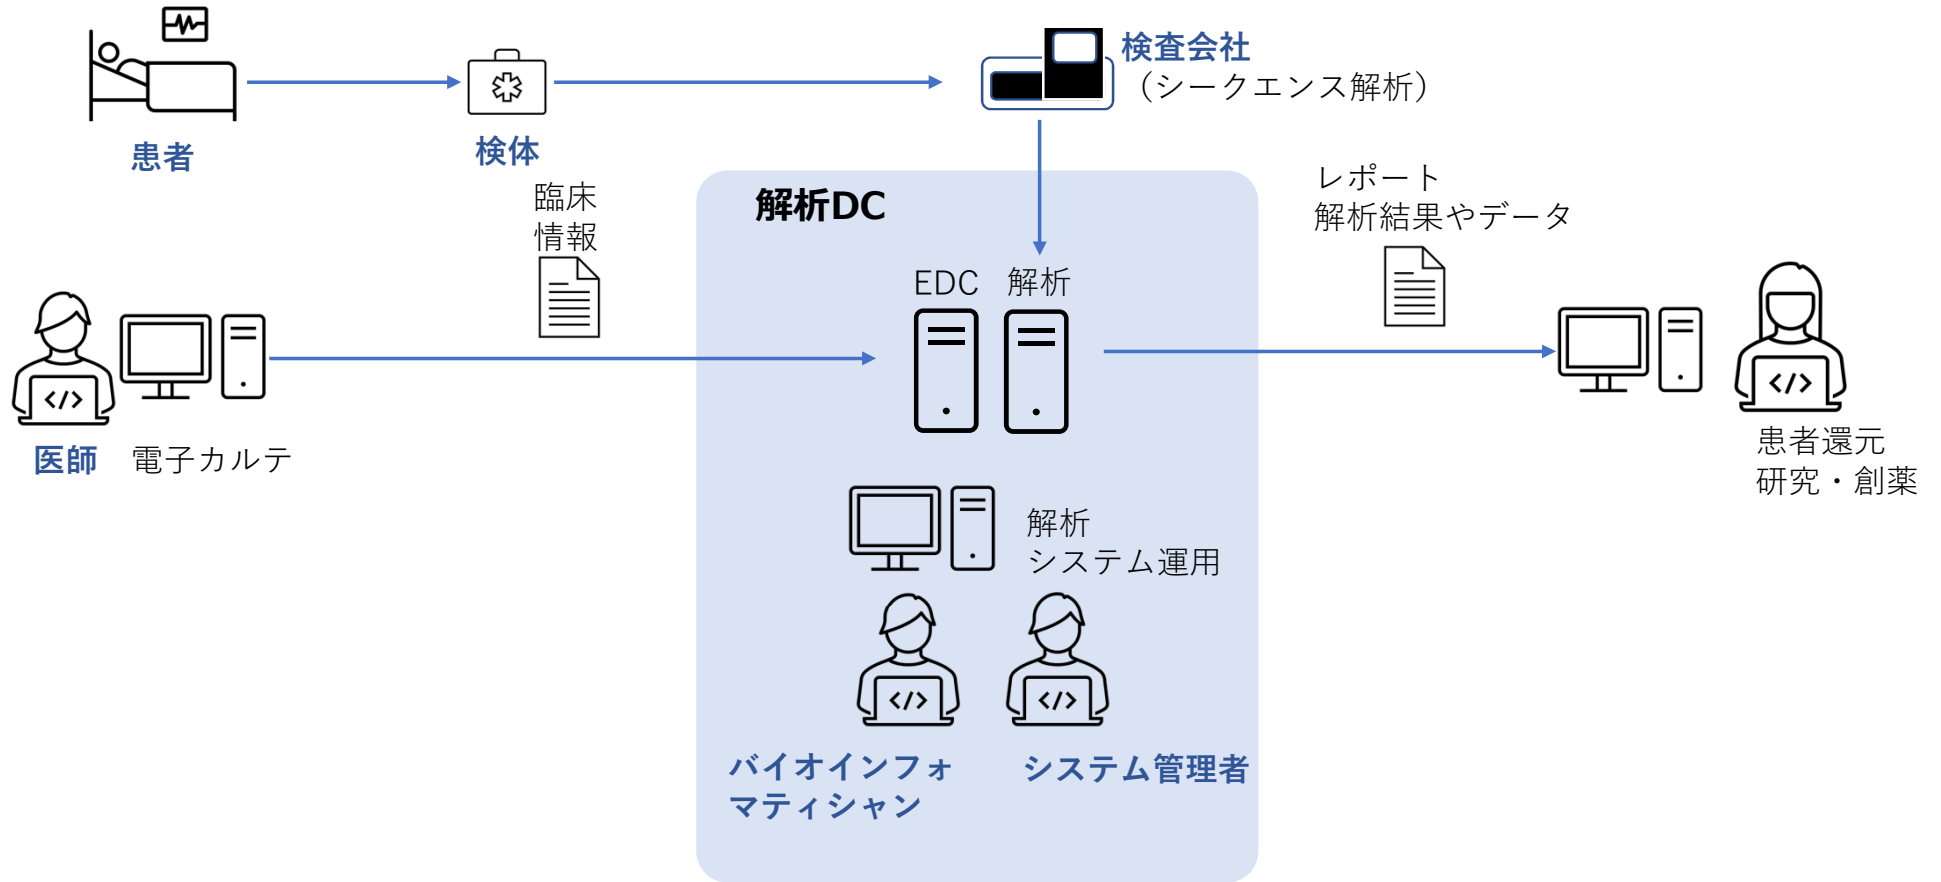 検査会社
（シークエンス解析）
患者
検体
臨床
情報
解析DC
レポート
解析結果やデータ
EDC
解析
医師
電子カルテ
患者還元
研究・創薬
解析
システム運用
バイオインフォ
マティシャン
システム管理者